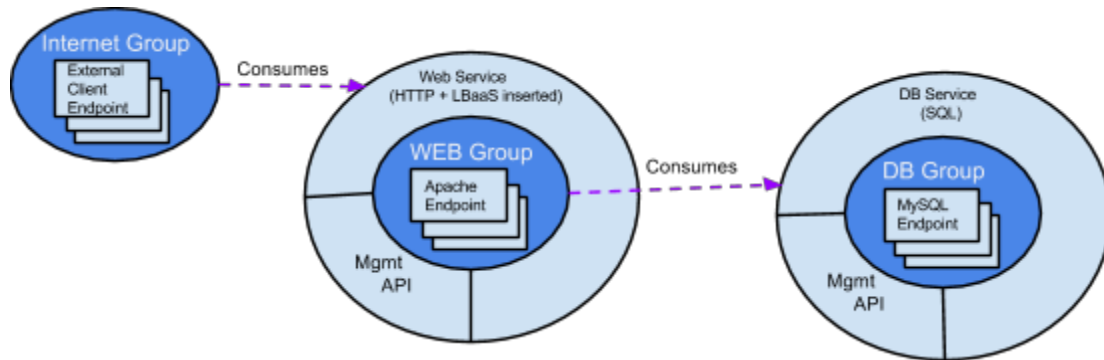 Internet Group
External
Client
Endpoint
Consumes
Web Service
(HTTP + LBaaS inserted)
WEB Group
Apache
Endpoint
Mgmt
API
Consumes
DB Service
(SQL)
DB Group
MySQL
Endpoint
Mgmt
API